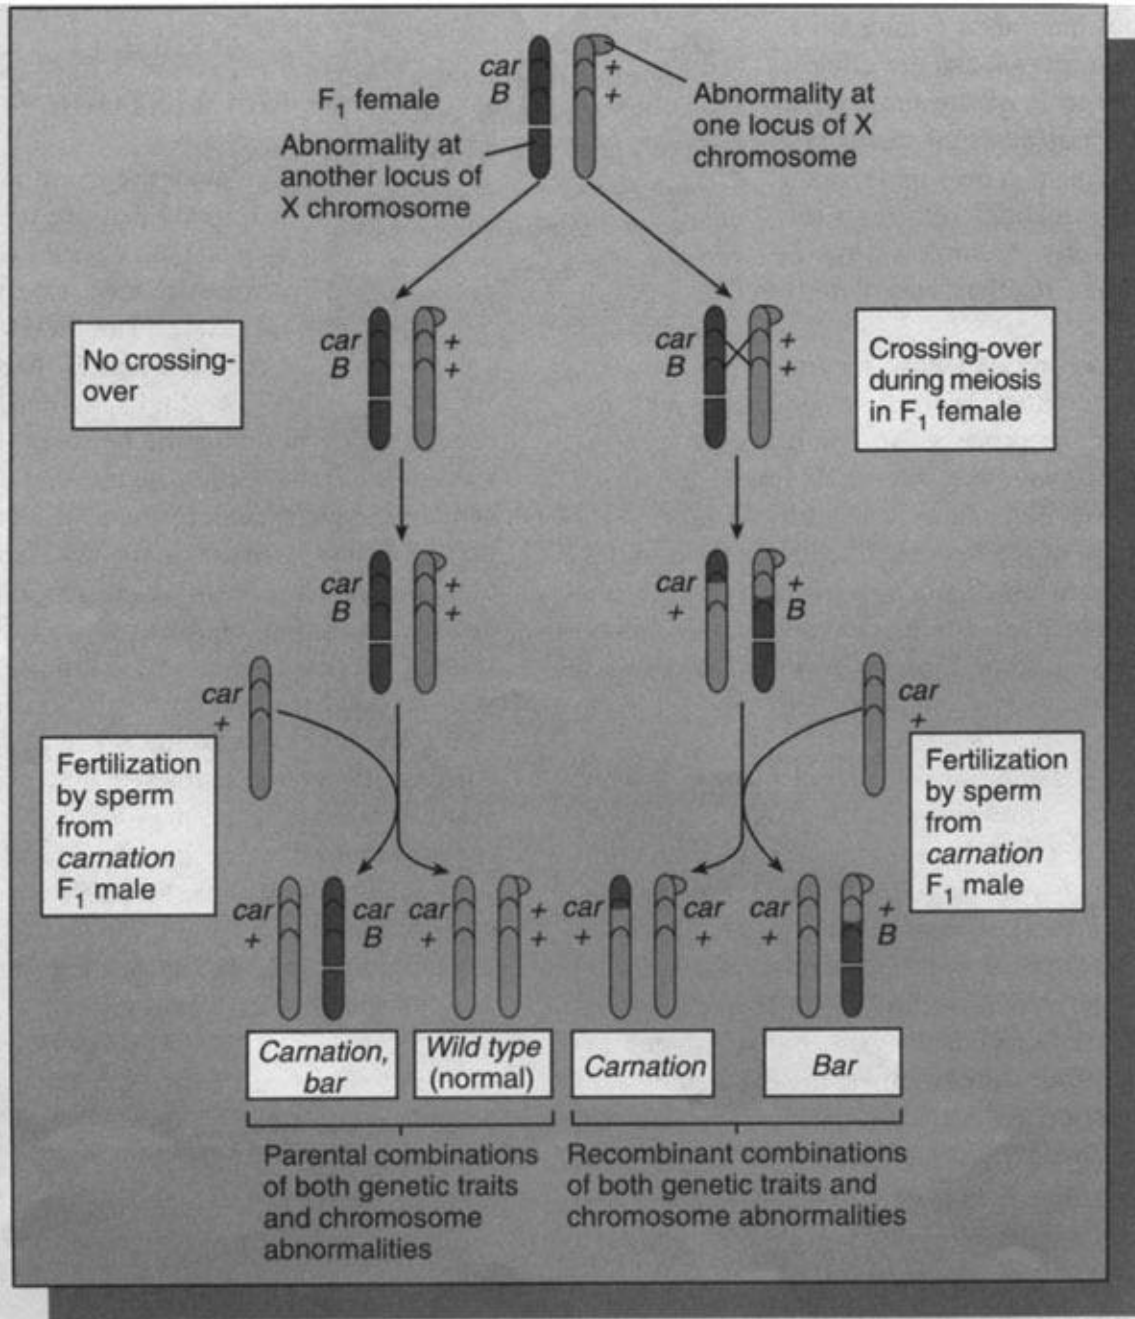 car
B
+
+
F1 female
Abnormality at
another locus of
X chromosome
Abnormality at
one locus of X
chromosome
No crossing-
over
car
B
+
+
car
B
+
+
Crossing-over
during meiosis
in F1 female
car
B
+
+
car
+
+
B
car
+
car
+
Fertilization
by sperm
from
carnation
F1 male
Fertilization
by sperm
from
carnation
F1 male
car
+
car
B
car
+
+
+
car
+
car
+
car
+
+
B
Carnation,
bar
Wild type
(normal)
Carnation
Bar
Parental combinations
of both genetic traits
and chromosome
abnormalities
Recombinant combinations
of both genetic traits and
chromosome abnormalities